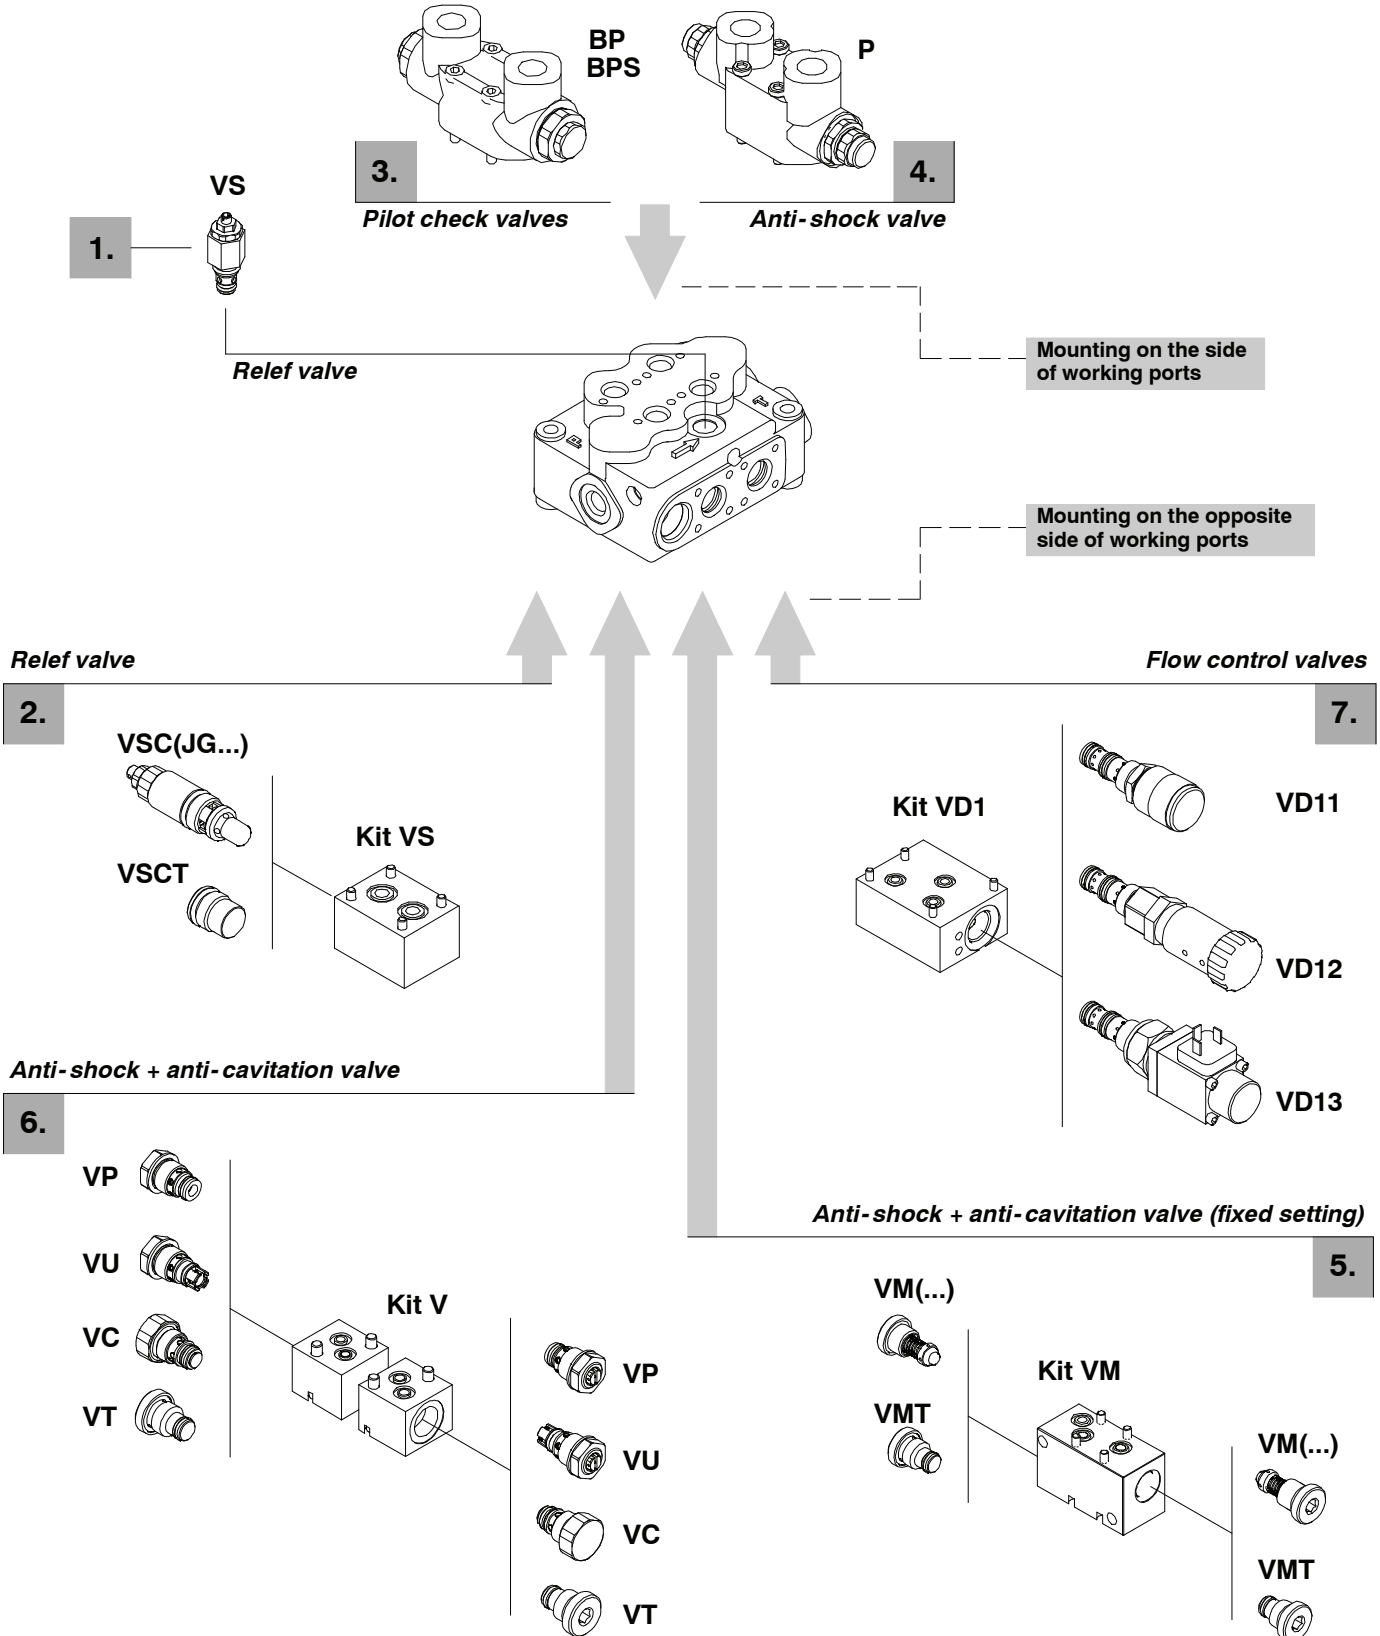 BP
BPS
P
3.
4.
Pilot check valves
Anti-shock valve
VS
1.
Relef valve
P
T
Mounting on the side
of working ports
Mounting on the opposite
side of working ports
Relef valve
2.
VSC(JG...)
VSCT
Kit VS
Flow control valves
7.
Kit VD1
VD11
VD12
VD13
Anti-shock + anti-cavitation valve
6.
VP
VU
VC
VT
Kit V
VP
VU
VC
VT
Anti-shock + anti-cavitation valve (fixed setting)
5.
VM(...)
VMT
Kit VM
VM(...)
VMT